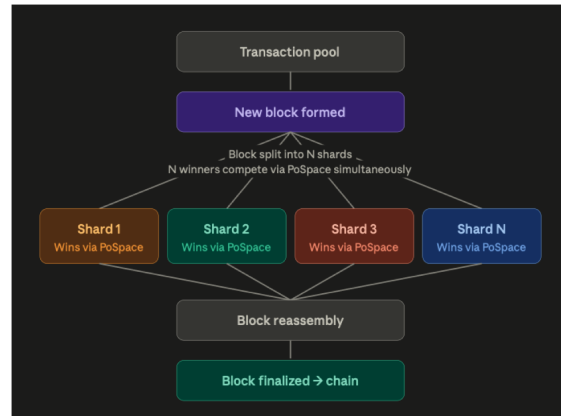 Transaction pool
New block formed
Block split into N shards
N winners compete via PoSpace simultaneously
Shard 1
Wins via PoSpace
Shard 2
Wins via PoSpace
Shard 3
Wins via PoSpace
Shard N
Wins via PoSpace
Block reassembly
Block finalized → chain